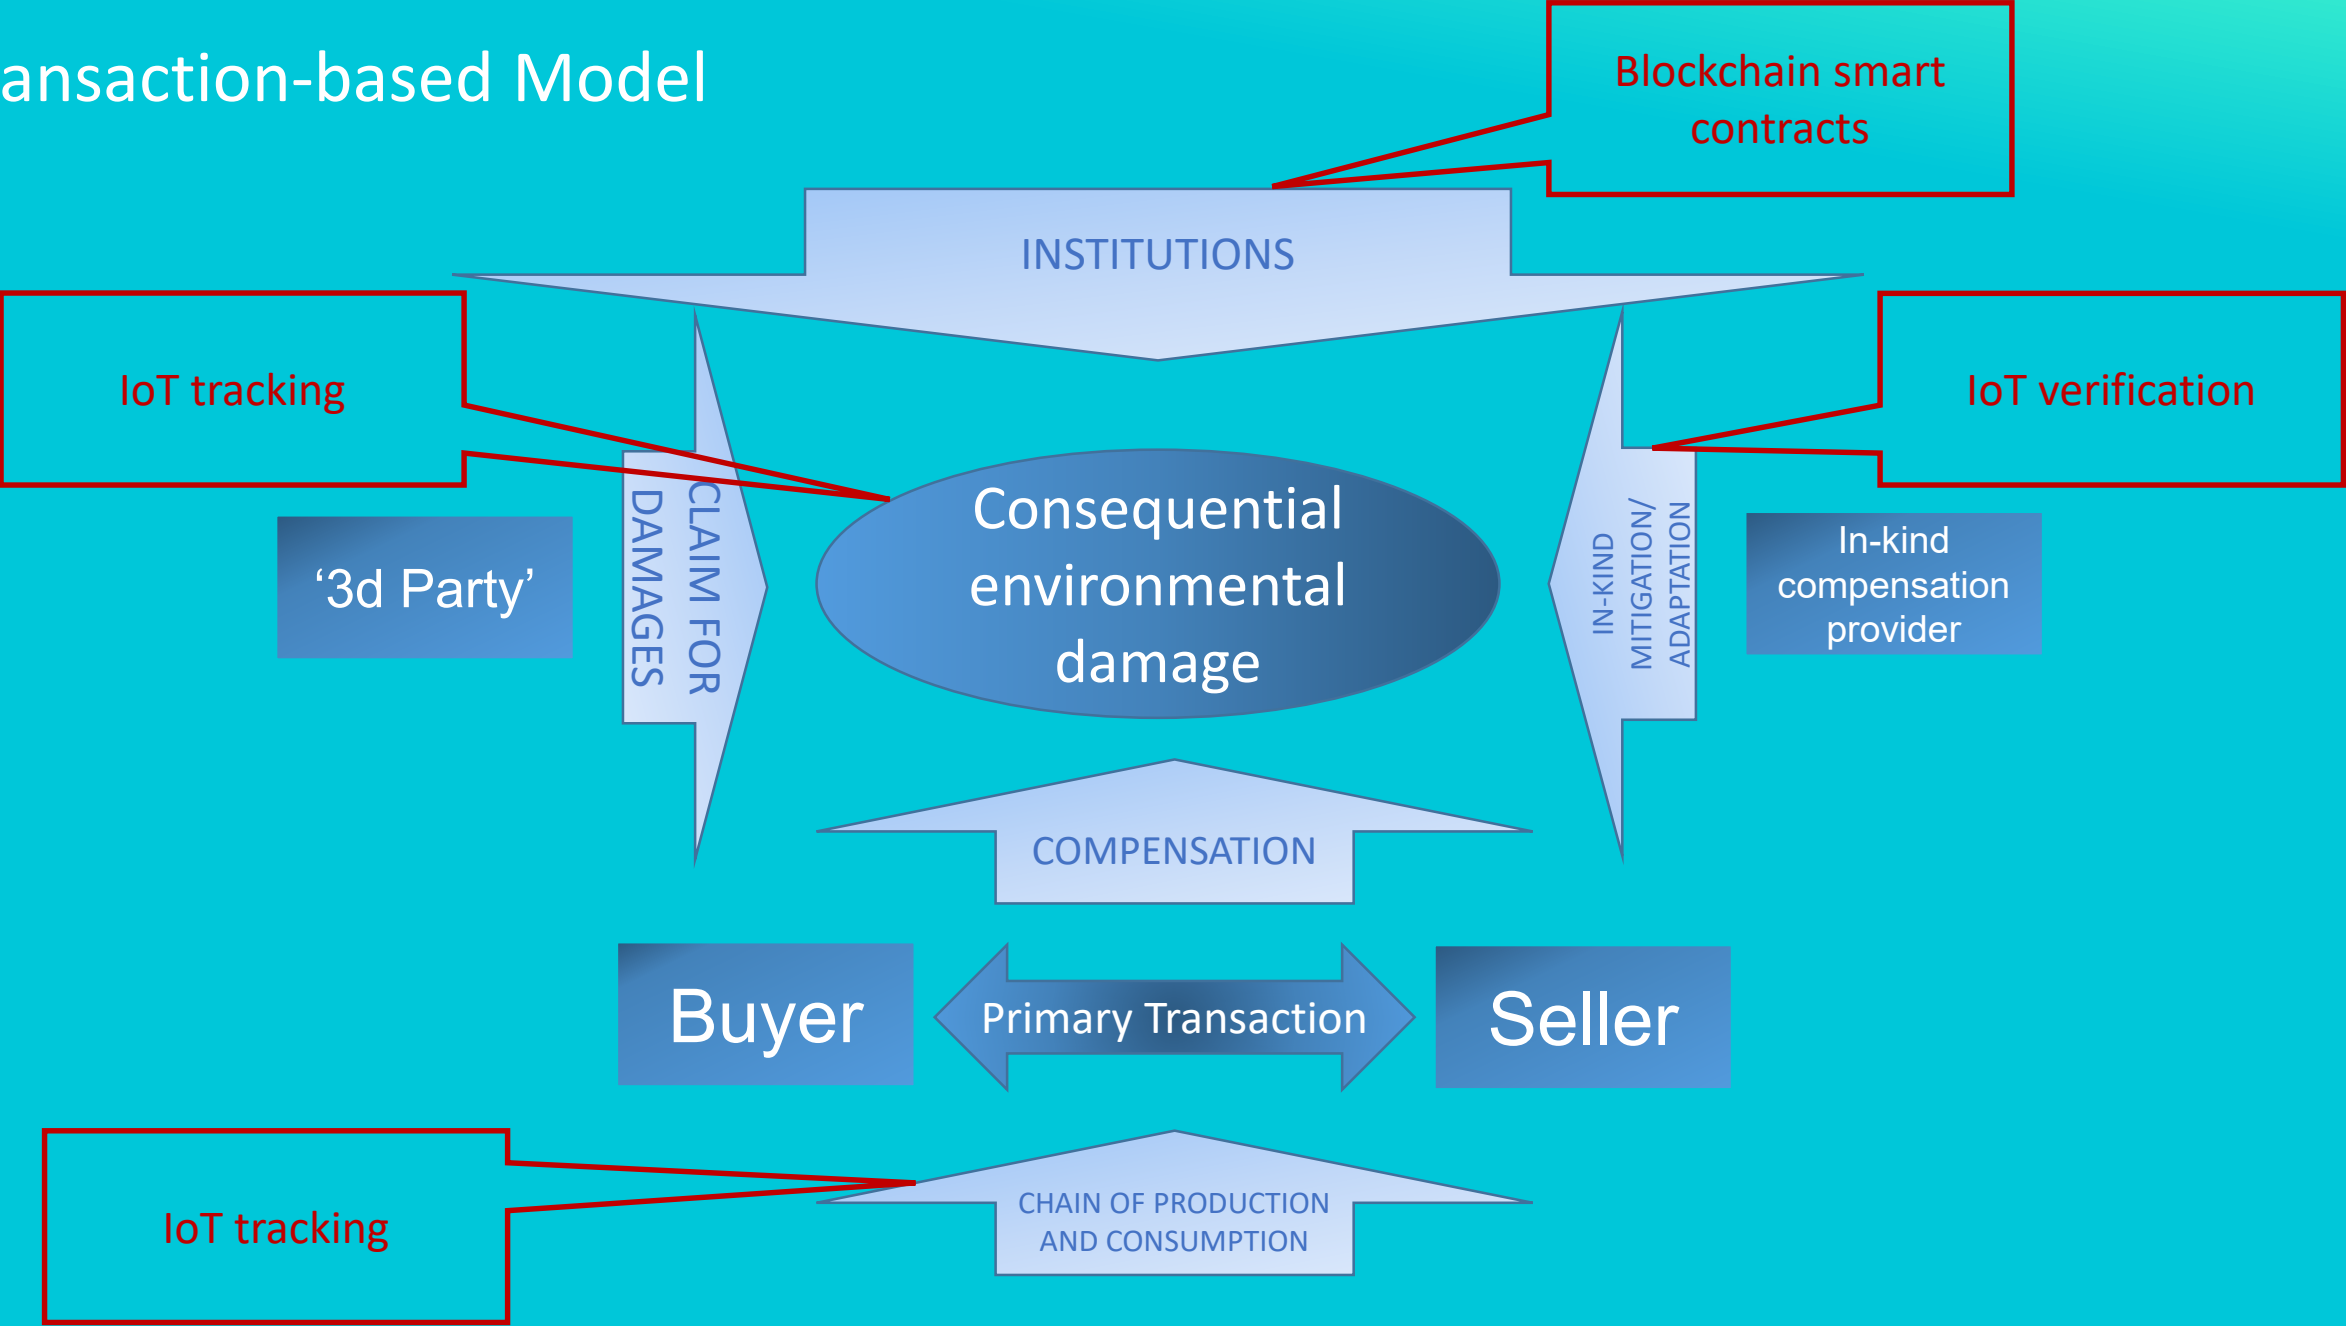 ansaction-based Model
Blockchain smart
contracts
INSTITUTIONS
IoT tracking
IoT verification
CLAIM FOR
DAMAGES
‘3d Party’
Consequential
environmental
damage
IN-KIND
MITIGATION/
ADAPTATION
In-kind
compensation
provider
COMPENSATION
Buyer
Primary Transaction
Seller
IoT tracking
CHAIN OF PRODUCTION
AND CONSUMPTION